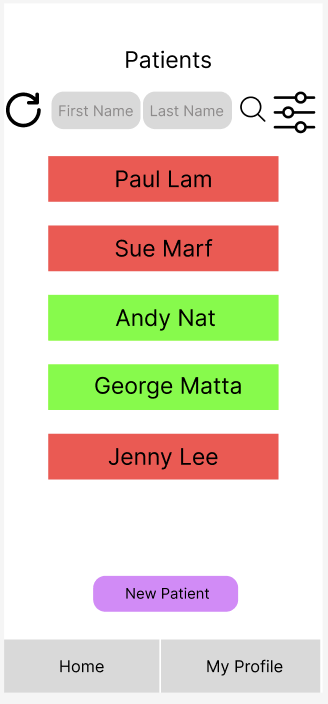 Patients
First Name Last Name
Paul Lam
Sue Marf
Andy Nat
George Matta
Jenny Lee
New Patient
Home My Profile